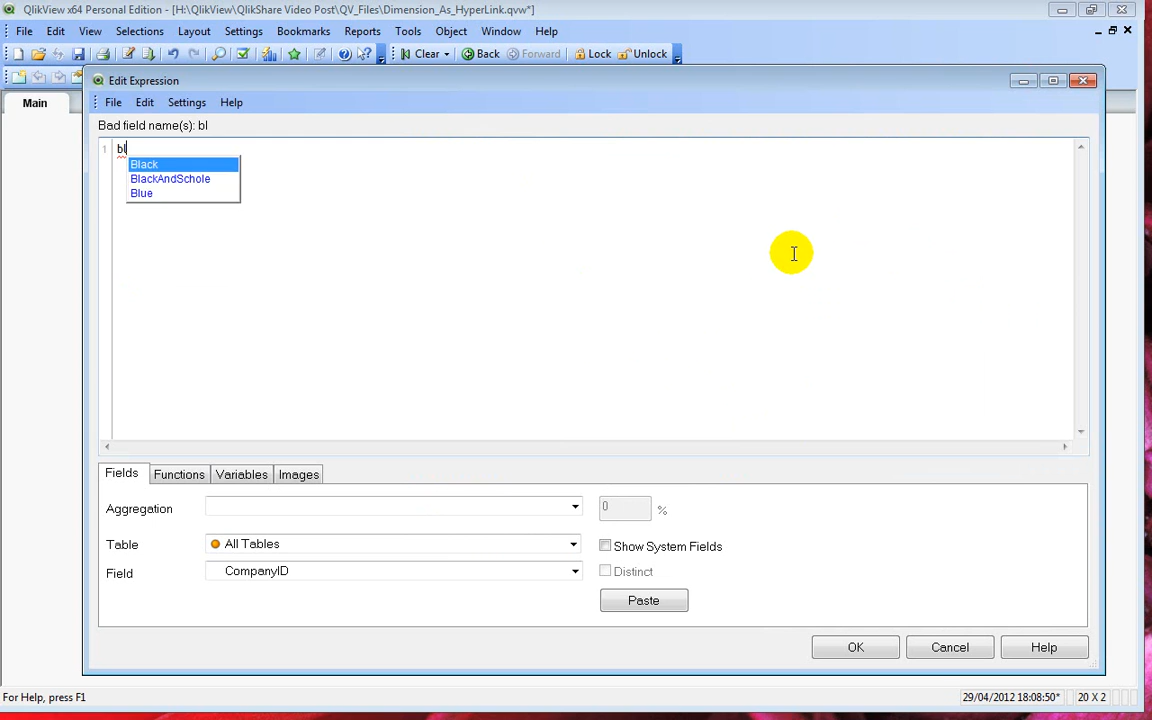 QlikView x64 Personal Edition - [H:\QlikView\QlikShare Video Post\QV_Files\Dimension_As_HyperLink.qvw*]
File Edit View Selections Layout Settings Bookmarks Reports Tools Object Window Help
Clear Back Forward Lock Unlock
Main
Edit Expression
File Edit Settings Help
Bad field name(s): bl
1 bl
Black
BlackAndSchole
Blue
Fields Functions Variables Images
Aggregation 0 %
Table All Tables Show System Fields
Field CompanyID Distinct
Paste
OK Cancel Help
For Help, press F1 29/04/2012 18:08:50* 20 X 2